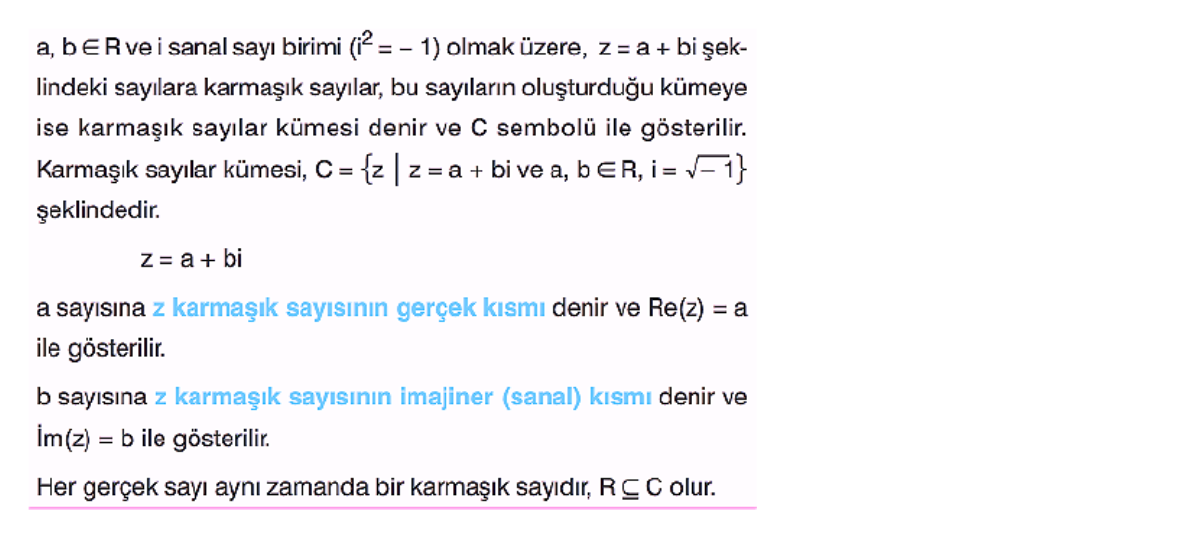 a, b ∈ R ve i sanal sayı birimi (i² = – 1) olmak üzere, z = a + bi şek-
lindeki sayılara karmaşık sayılar, bu sayıların oluşturduğu kümeye
ise karmaşık sayılar kümesi denir ve C sembolü ile gösterilir.
Karmaşık sayılar kümesi, C = {z | z = a + bi ve a, b ∈ R, i = √– 1}
şeklindedir.
z = a + bi
a sayısına z karmaşık sayısının gerçek kısmı denir ve Re(z) = a
ile gösterilir.
b sayısına z karmaşık sayısının imajiner (sanal) kısmı denir ve
İm(z) = b ile gösterilir.
Her gerçek sayı aynı zamanda bir karmaşık sayıdır, R ⊆ C olur.